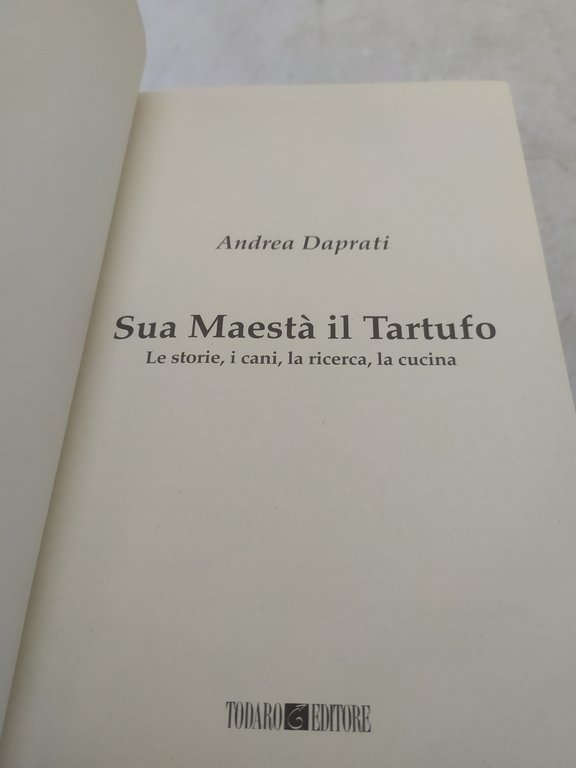 Andrea Daprati
Sua Maestà il Tartufo
Le storie, i cani, la ricerca, la cucina
TODARO EDITORE